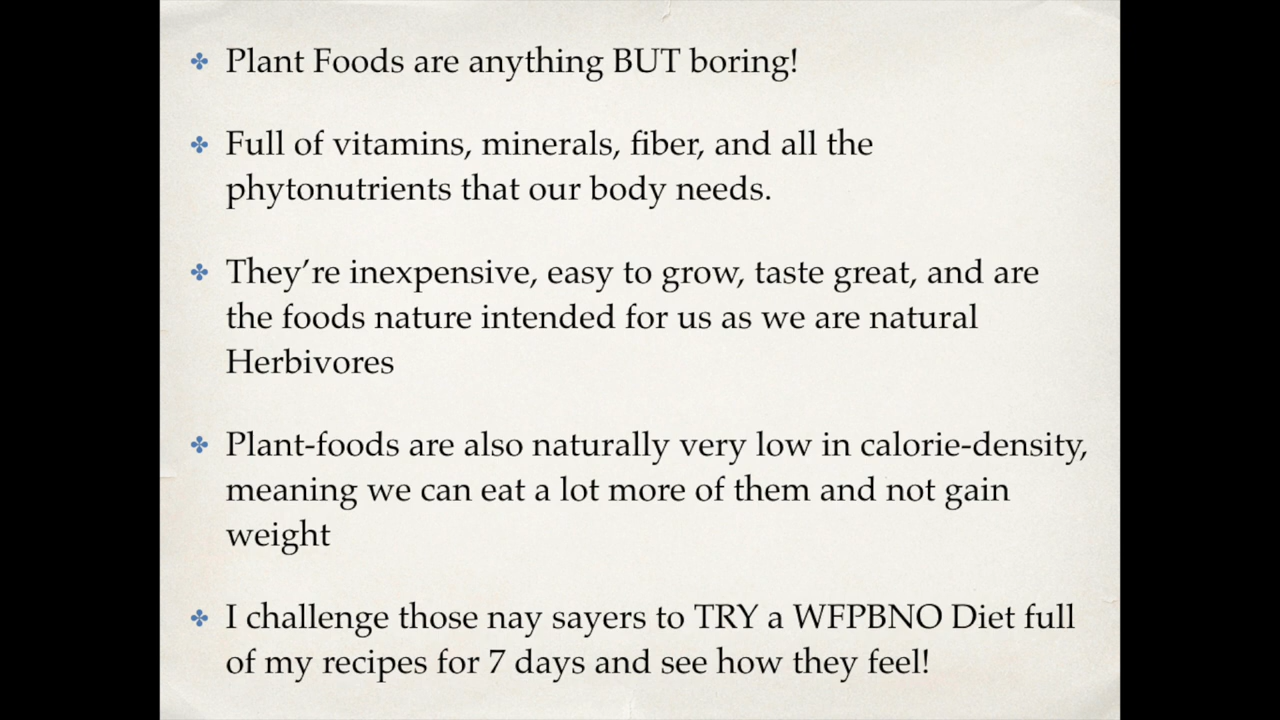 Plant Foods are anything BUT boring!
Full of vitamins, minerals, fiber, and all the
phytonutrients that our body needs.
They’re inexpensive, easy to grow, taste great, and are
the foods nature intended for us as we are natural
Herbivores
Plant-foods are also naturally very low in calorie-density,
meaning we can eat a lot more of them and not gain
weight
I challenge those nay sayers to TRY a WFPBNO Diet full
of my recipes for 7 days and see how they feel!